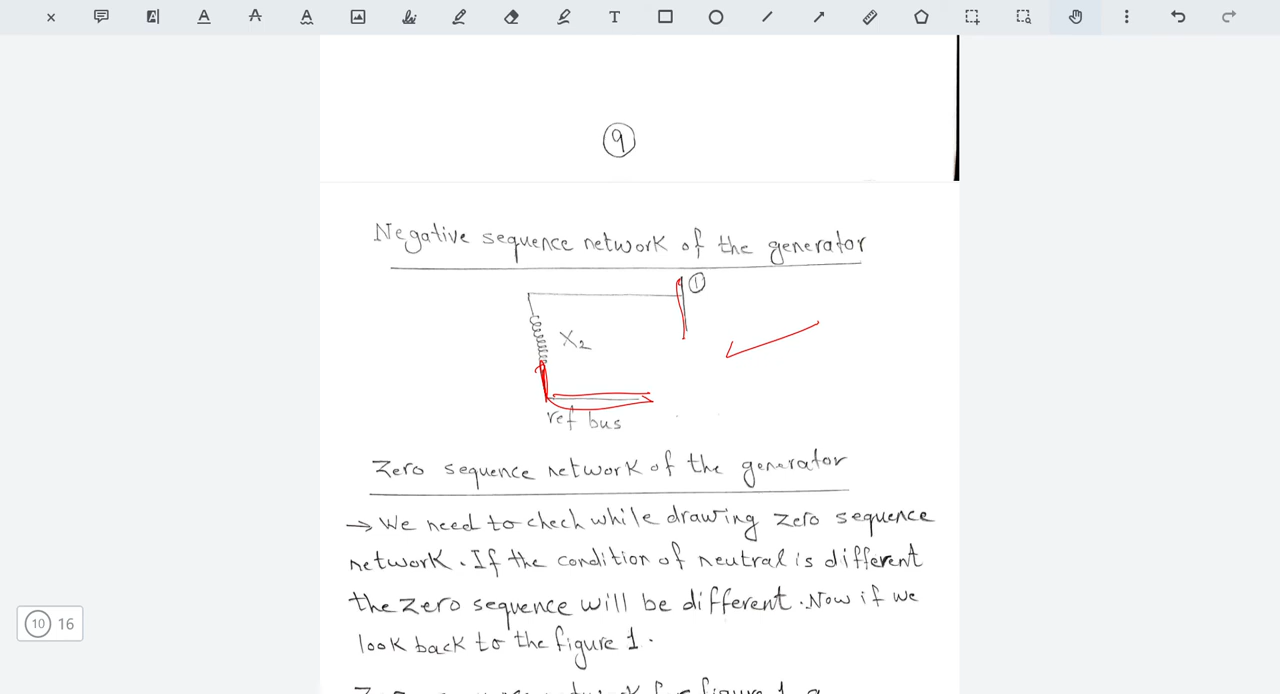 9
Negative sequence network of the generator
1
X2
ref bus
Zero sequence network of the generator
→ We need to check while drawing zero sequence
network. If the condition of neutral is different
the zero sequence will be different. Now if we
look back to the figure 1.
10 16